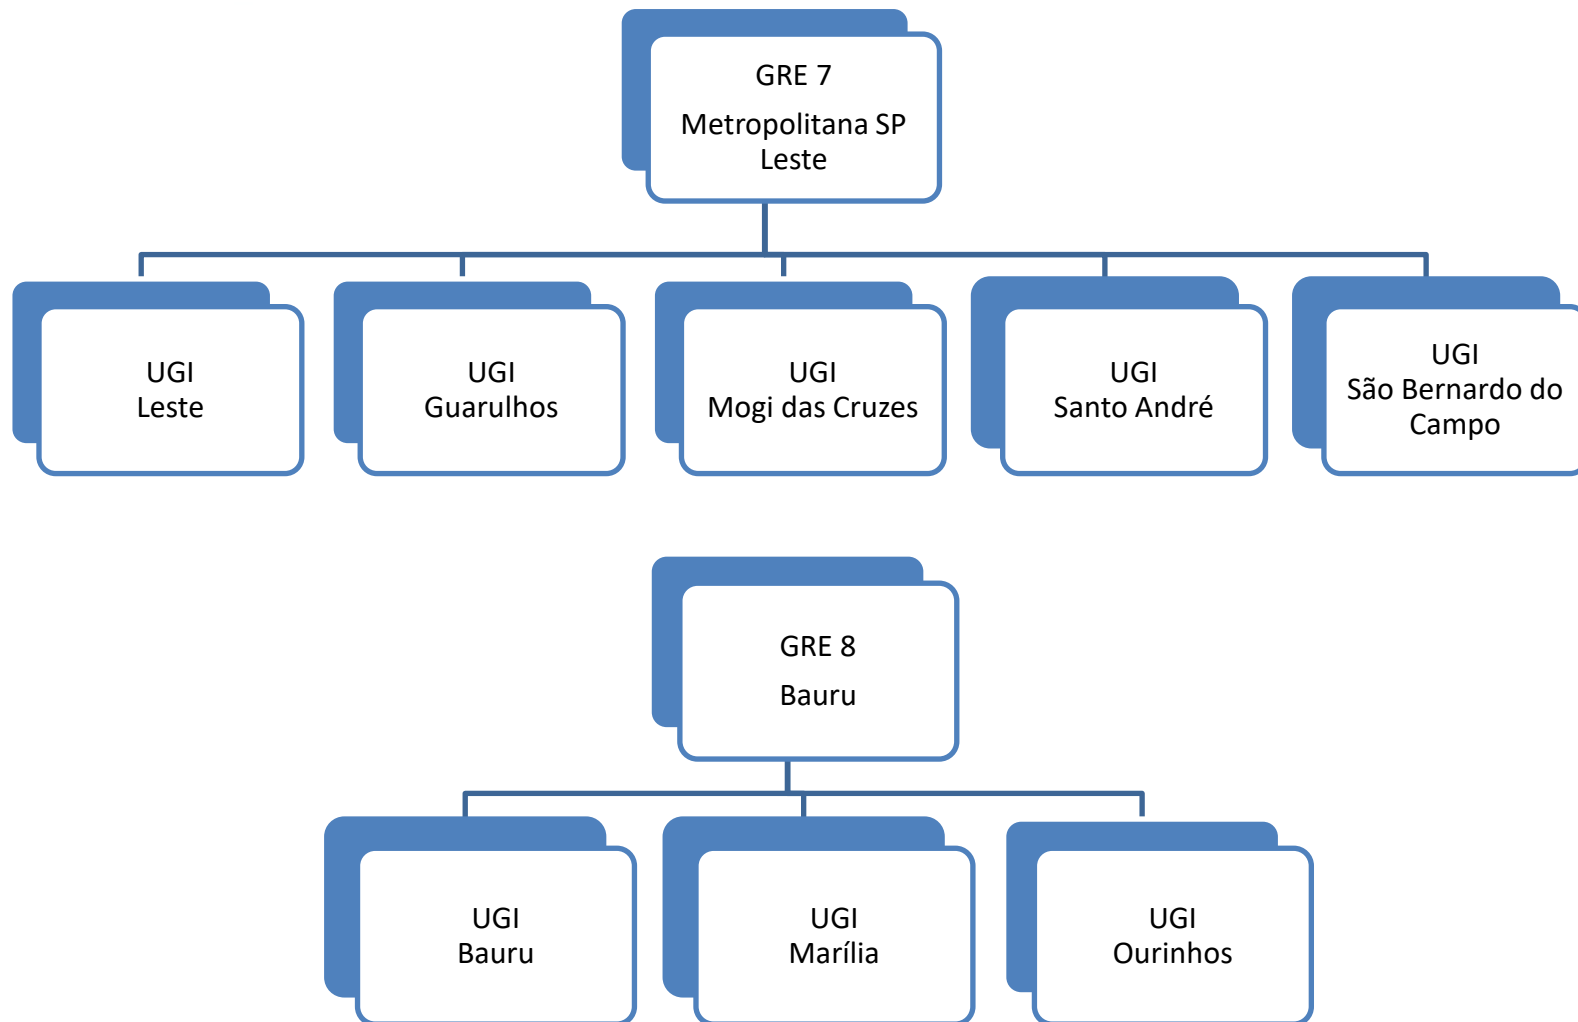 GRE 7
Metropolitana SP
Leste
UGI
Leste
UGI
Guarulhos
UGI
Mogi das Cruzes
UGI
Santo André
UGI
São Bernardo do
Campo
GRE 8
Bauru
UGI
Bauru
UGI
Marília
UGI
Ourinhos